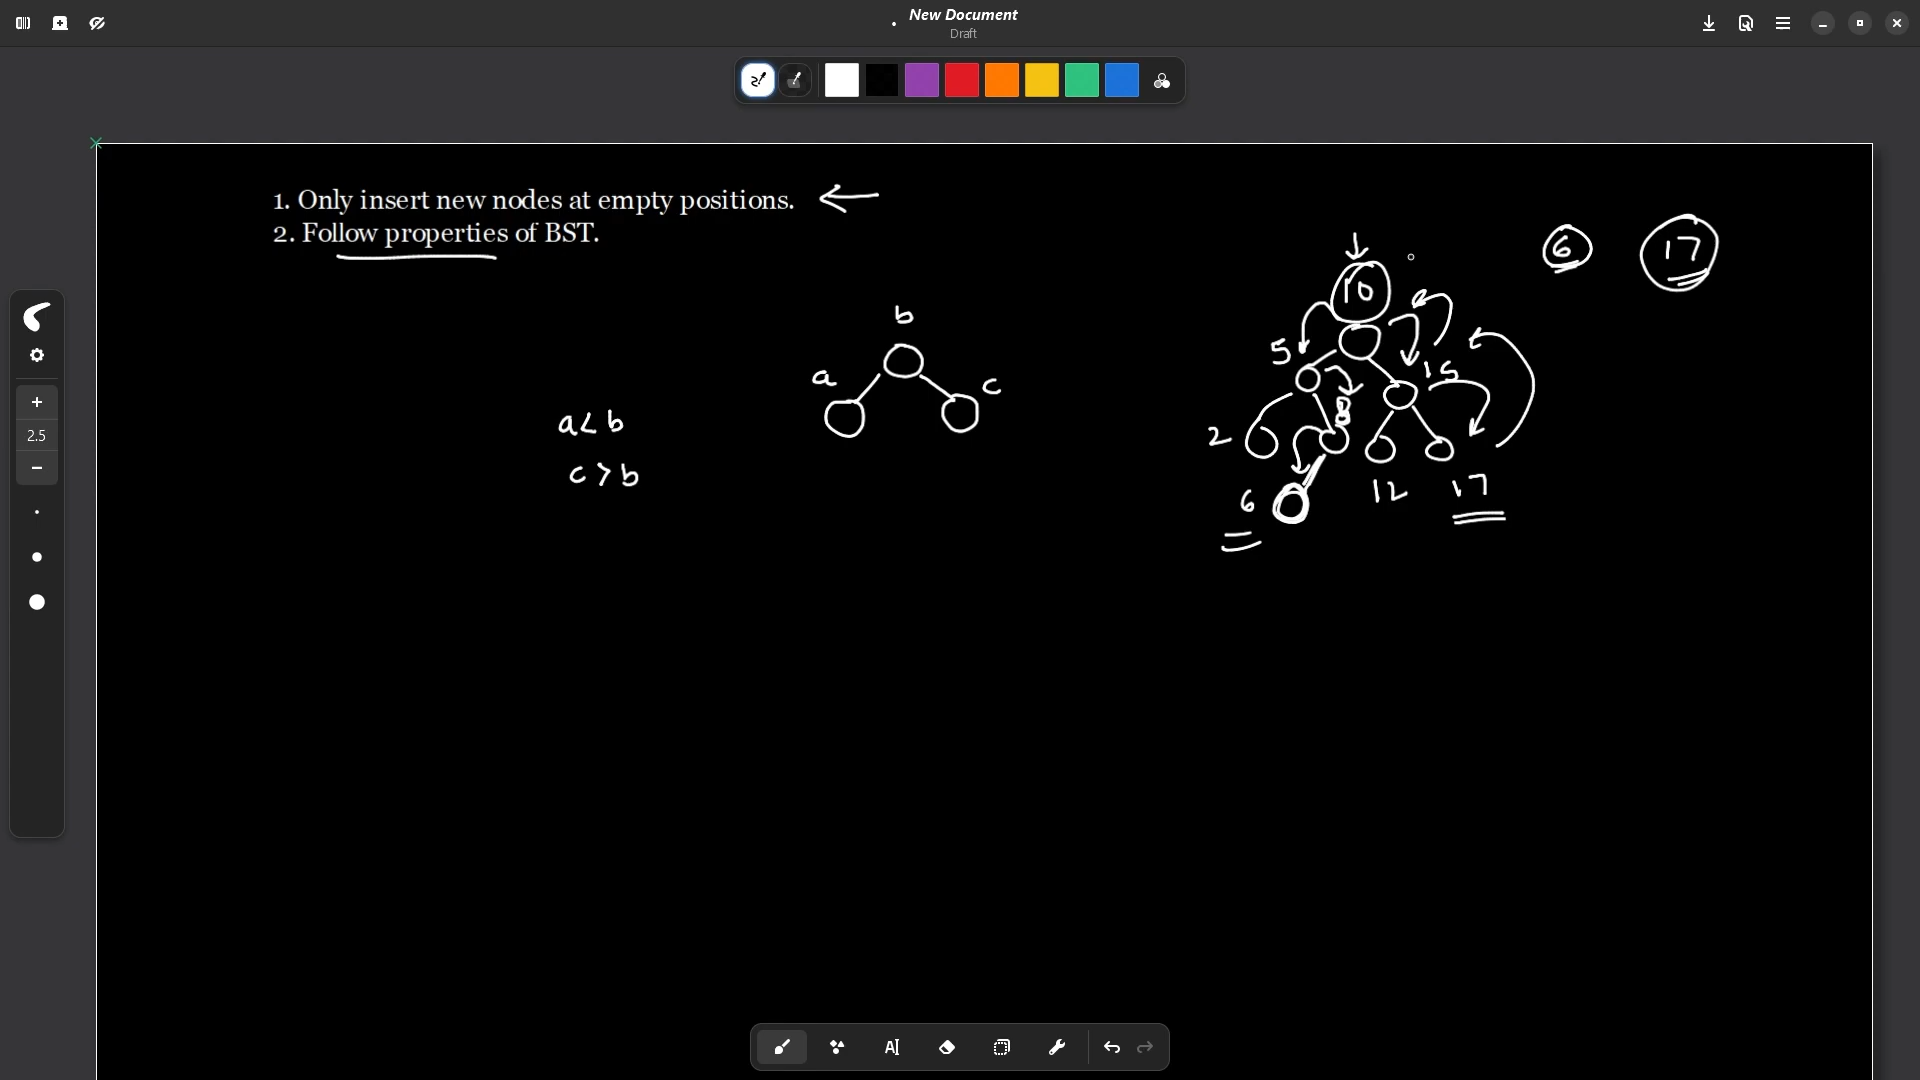 New Document
Draft
1. Only insert new nodes at empty positions.
2. Follow properties of BST.
6 17
10
b
5
15
a
c
8
a < b
2
c > b
6
12
17
2.5